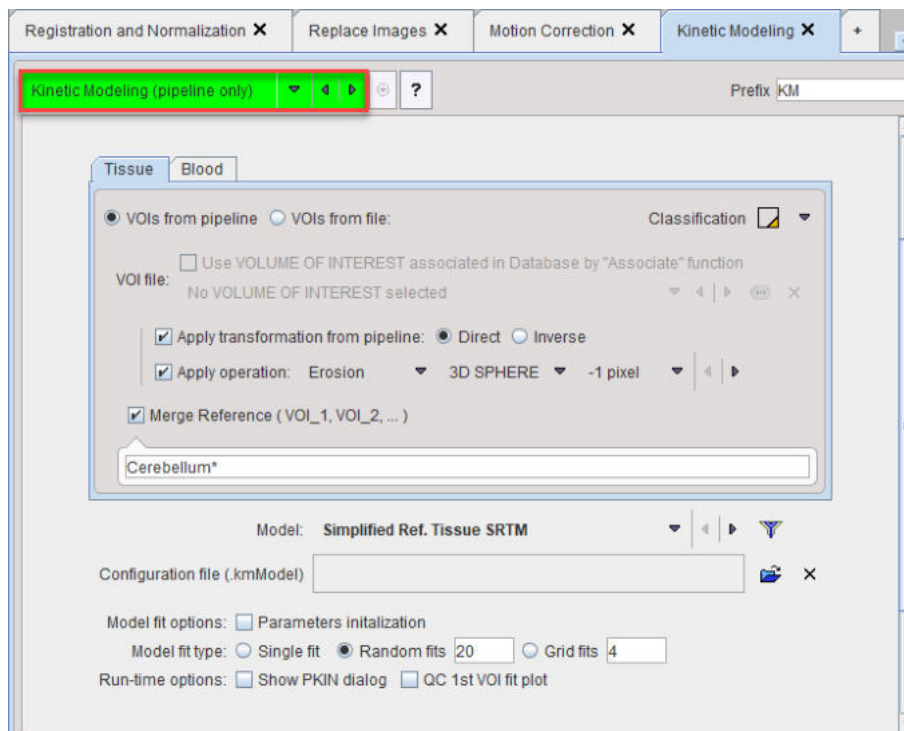 Registration and Normalization ✕ Replace Images ✕ Motion Correction ✕ Kinetic Modeling ✕ +
Kinetic Modeling (pipeline only) ? Prefix KM
Tissue Blood
VOIs from pipeline VOIs from file: Classification
Use VOLUME OF INTEREST associated in Database by "Associate" function
VOI file:
No VOLUME OF INTEREST selected
Apply transformation from pipeline: Direct Inverse
Apply operation: Erosion 3D SPHERE -1 pixel
Merge Reference ( VOI_1, VOI_2, ... )
Cerebellum*
Model: Simplified Ref. Tissue SRTM
Configuration file (.kmModel)
Model fit options: Parameters initalization
Model fit type: Single fit Random fits 20 Grid fits 4
Run-time options: Show PKIN dialog QC 1st VOI fit plot